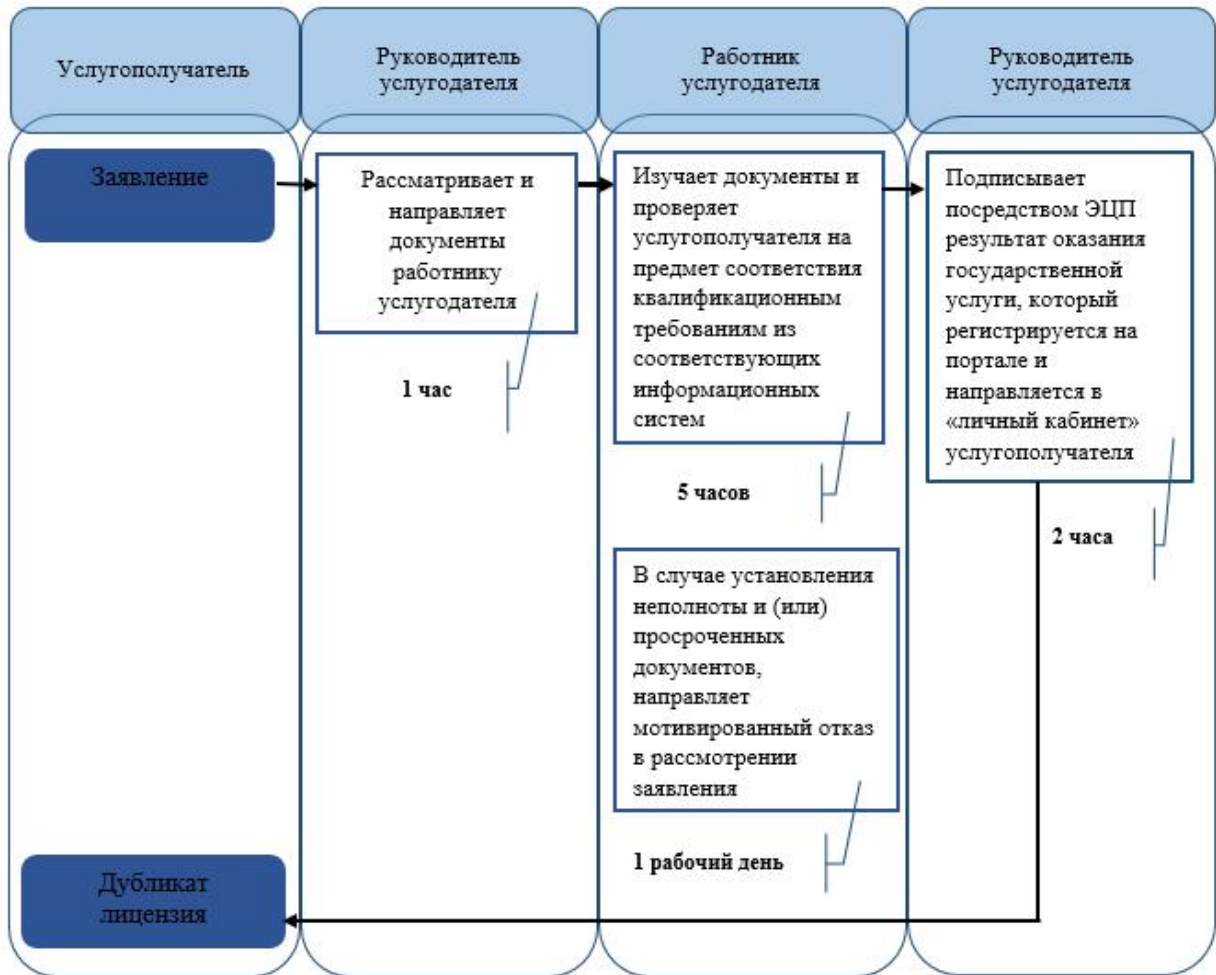 Услугополучатель
Руководитель
услугодателя
Работник
услугодателя
Руководитель
услугодателя
Заявление
Рассматривает и
направляет
документы
работнику
услугодателя
1 час
Изучает документы и
проверяет
услугополучателя на
предмет соответствия
квалификационным
требованиям из
соответствующих
информационных
систем
5 часов
В случае установления
неполноты и (или)
просроченных
документов,
направляет
мотивированный отказ
в рассмотрении
заявления
1 рабочий день
Подписывает
посредством ЭЦП
результат оказания
государственной
услуги, который
регистрируется на
портале и
направляется в
«личный кабинет»
услугополучателя
2 часа
Дубликат
лицензия